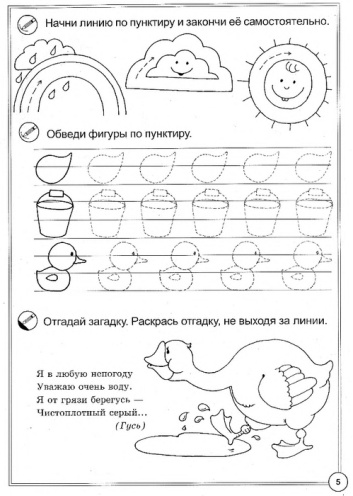 Начни линию по пунктиру и закончи её самостоятельно.
Обведи фигуры по пунктиру.
Отгадай загадку. Раскрась отгадку, не выходя за линии.
Я в любую непогоду
Уважаю очень воду.
Я от грязи берегусь —
Чистоплотный серый...
(Гусь)
5